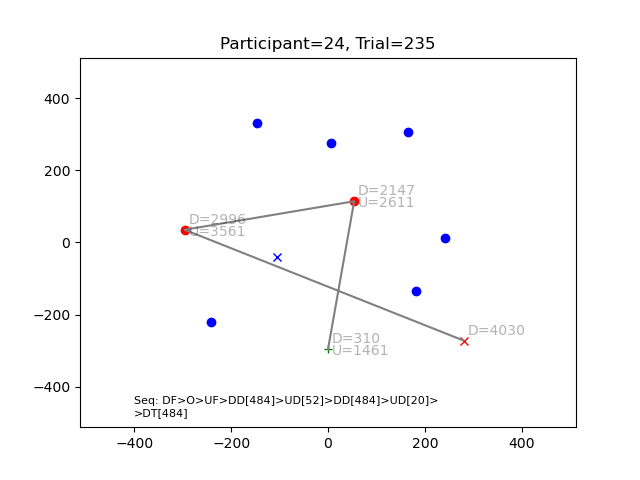 Participant=24, Trial=235
400
200
0
−200
−400
D=2147
U=2611
D=2996
U=3561
D=310
U=1461
D=4030
Seq: DF>O>UF>DD[484]>UD[52]>DD[484]>UD[20]>
>DT[484]
−400
−200
0
200
400